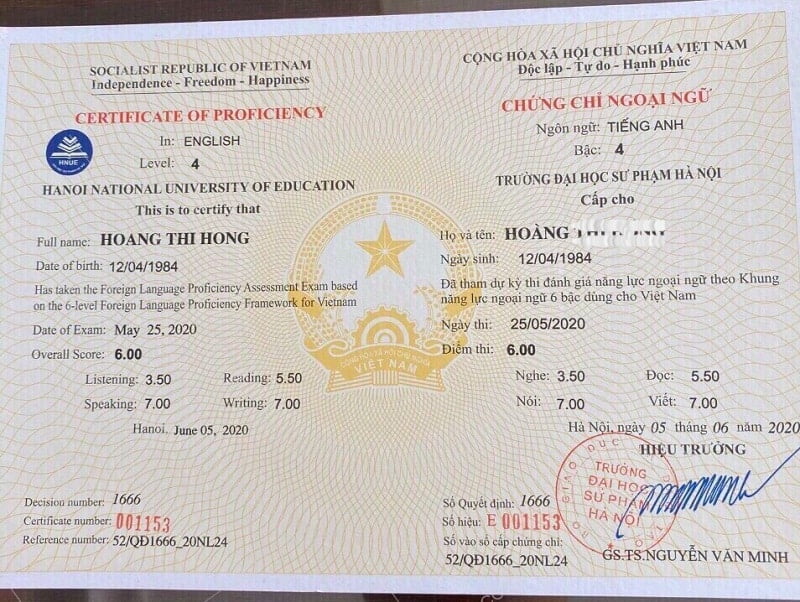 SOCIALIST REPUBLIC OF VIETNAM
Independence - Freedom - Happiness
CERTIFICATE OF PROFICIENCY
In: ENGLISH
Level: 4
HNUE
HANOI NATIONAL UNIVERSITY OF EDUCATION
This is to certify that
Full name: HOANG THI HONG
Date of birth: 12/04/1984
Has taken the Foreign Language Proficiency Assessment Exam based
on the 6-level Foreign Language Proficiency Framework for Vietnam
Date of Exam: May 25, 2020
Overall Score: 6.00
Listening: 3.50 Reading: 5.50
Speaking: 7.00 Writing: 7.00
Hanoi. June 05, 2020
Decision number: 1666
Certificate number: 001153
Reference number: 52/QĐ1666_20NL24
CỘNG HÒA XÃ HỘI CHỦ NGHĨA VIỆT NAM
Độc lập - Tự do - Hạnh phúc
CHỨNG CHỈ NGOẠI NGỮ
Ngôn ngữ: TIẾNG ANH
Bậc: 4
TRƯỜNG ĐẠI HỌC SƯ PHẠM HÀ NỘI
Cấp cho
Họ và tên: HOÀNG
Ngày sinh: 12/04/1984
Đã tham dự kỳ thi đánh giá năng lực ngoại ngữ theo Khung
năng lực ngoại ngữ 6 bậc dùng cho Việt Nam
Ngày thi: 25/05/2020
Điểm thi: 6.00
Nghe: 3.50 Đọc: 5.50
Nói: 7.00 Viết: 7.00
Hà Nội, ngày 05 tháng 06 năm 2020
HIỆU TRƯỞNG
TRƯỜNG
ĐẠI HỌC
SƯ PHẠM
HÀ NỘI
Số Quyết định: 1666
Số hiệu: E 001153
Số vào sổ cấp chứng chỉ:
52/QĐ1666_20NL24
GS.TS.NGUYỄN VĂN MINH
CỘNG HÒA XÃ HỘI CHỦ NGHĨA
VIỆT NAM